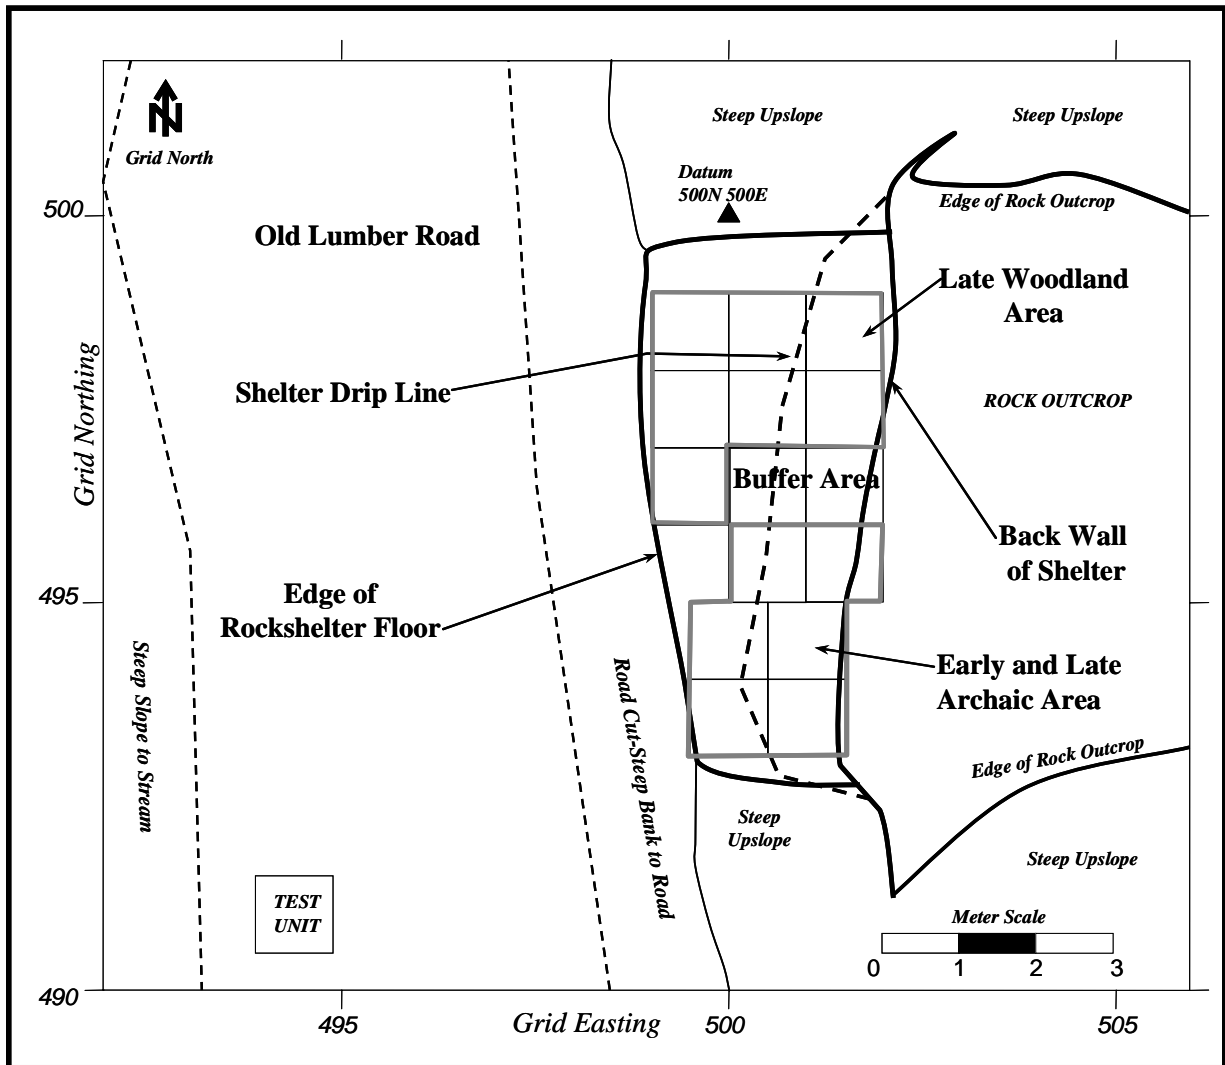 Steep Upslope
Steep Upslope
N
Grid North
Datum
500N 500E
500
Edge of Rock Outcrop
Old Lumber Road
Late Woodland
Area
Grid Northing
Shelter Drip Line
ROCK OUTCROP
Buffer Area
Back Wall
of Shelter
Edge of
Rockshelter Floor
495
Steep Slope to Stream
Road Cut-Steep Bank to Road
Early and Late
Archaic Area
Edge of Rock Outcrop
Steep
Upslope
Steep Upslope
TEST
UNIT
Meter Scale
0 1 2 3
490
495 Grid Easting 500 505